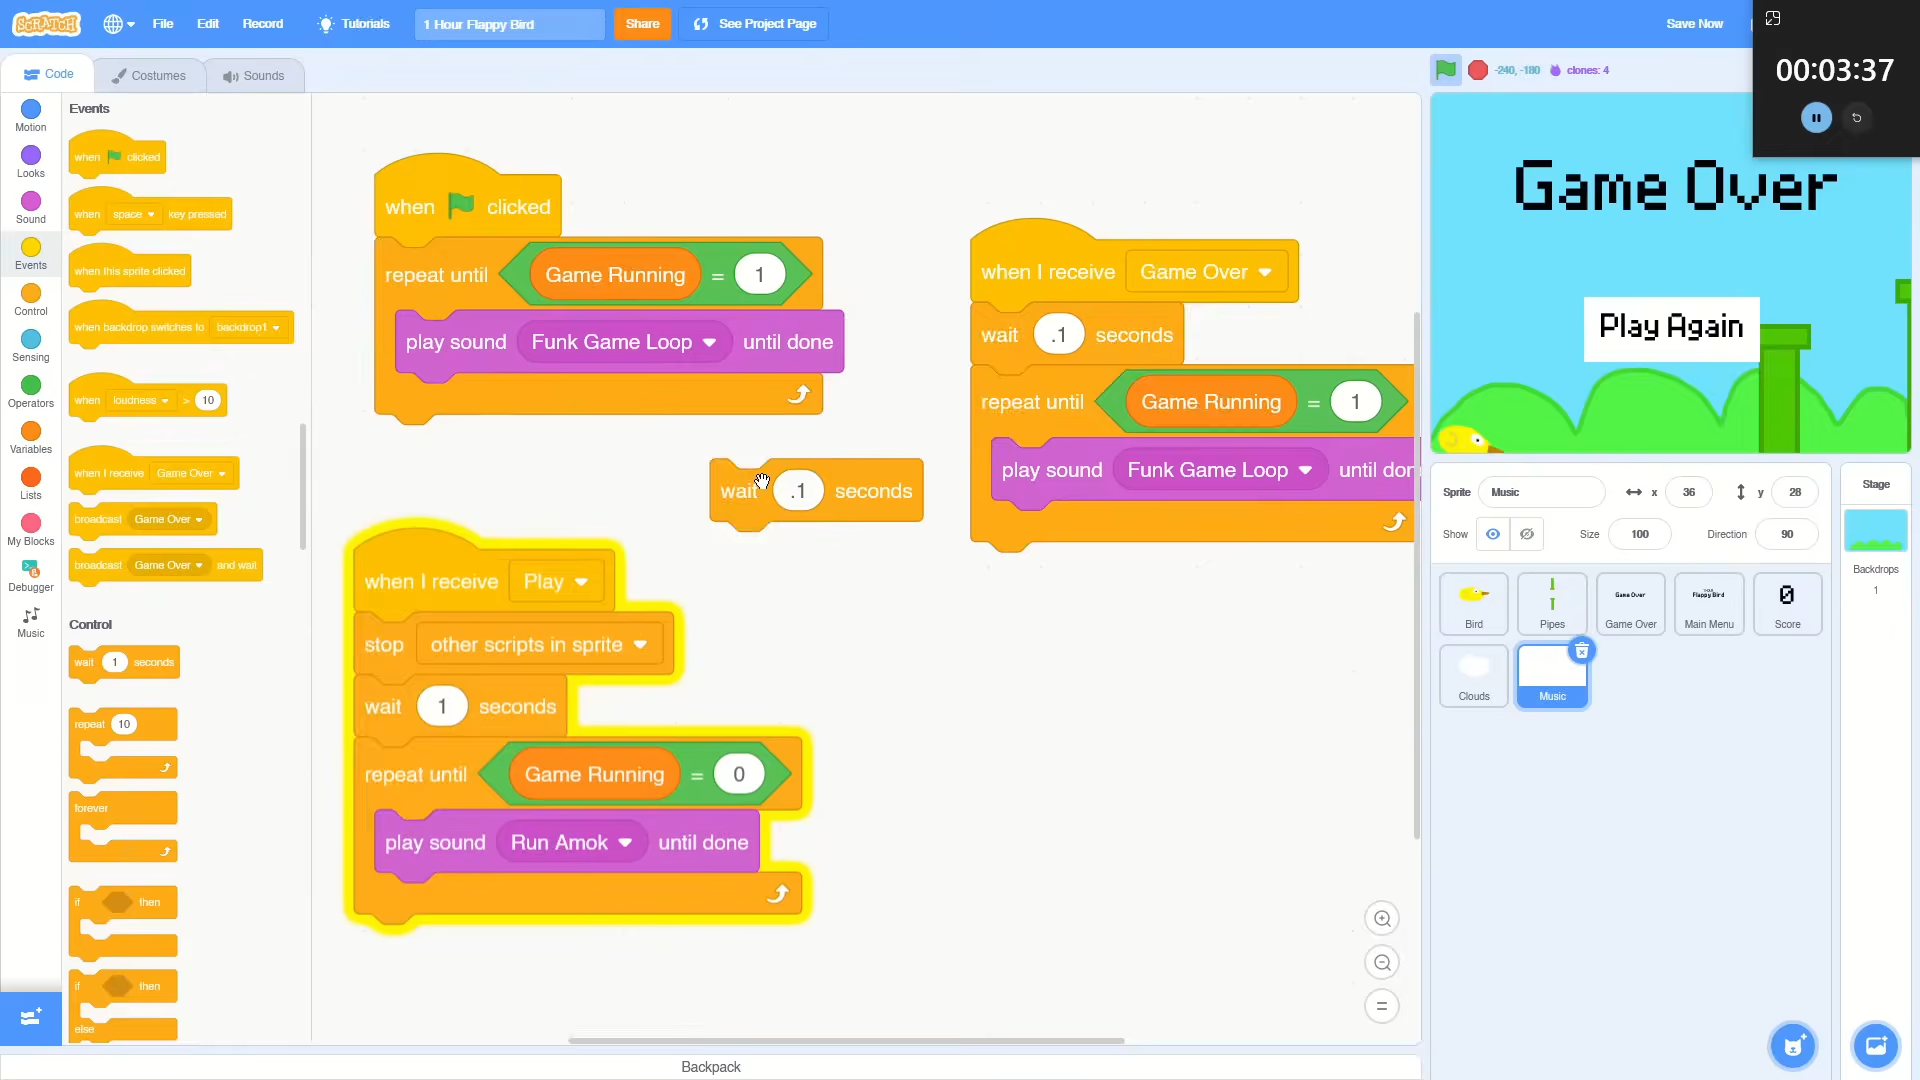 SCRATCH
File
Edit
Record
Tutorials
1 Hour Flappy Bird
Share
See Project Page
Save Now
00:03:37
Code
Costumes
Sounds
-240, -180
clones: 4
Motion
Looks
Sound
Events
Control
Sensing
Operators
Variables
Lists
My Blocks
Debugger
Music
Events
when clicked
when space key pressed
when this sprite clicked
when backdrop switches to backdrop1
when loudness > 10
when I receive Game Over
broadcast Game Over
broadcast Game Over and wait
Control
wait 1 seconds
repeat 10
forever
if then
if then
else
when clicked
repeat until Game Running = 1
play sound Funk Game Loop until done
wait .1 seconds
when I receive Play
stop other scripts in sprite
wait 1 seconds
repeat until Game Running = 0
play sound Run Amok until done
when I receive Game Over
wait .1 seconds
repeat until Game Running = 1
play sound Funk Game Loop until don
Backpack
Game Over
Play Again
Sprite Music x 36 y 28
Show Size 100 Direction 90
Bird
Pipes
Game Over
Game Over
Flappy Bird
Main Menu
0
Score
Clouds
Music
Stage
Backdrops
1